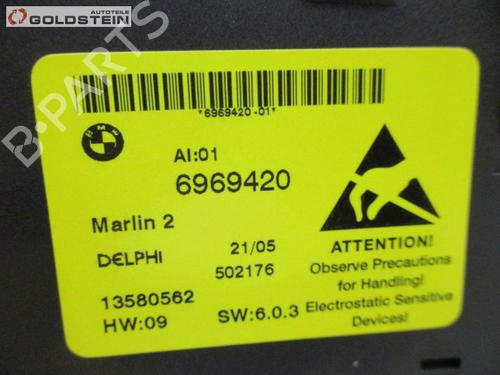 AUTOTEILE
GOLDSTEIN
B-PARTS
*6969420-01*
BMW
AI:01
6969420
Marlin 2
DELPHI
21/05
502176
13580562
HW:09
SW:6.0.3
ATTENTION!
Observe Precautions
for Handling!
Electrostatic Sensitive
Devices!